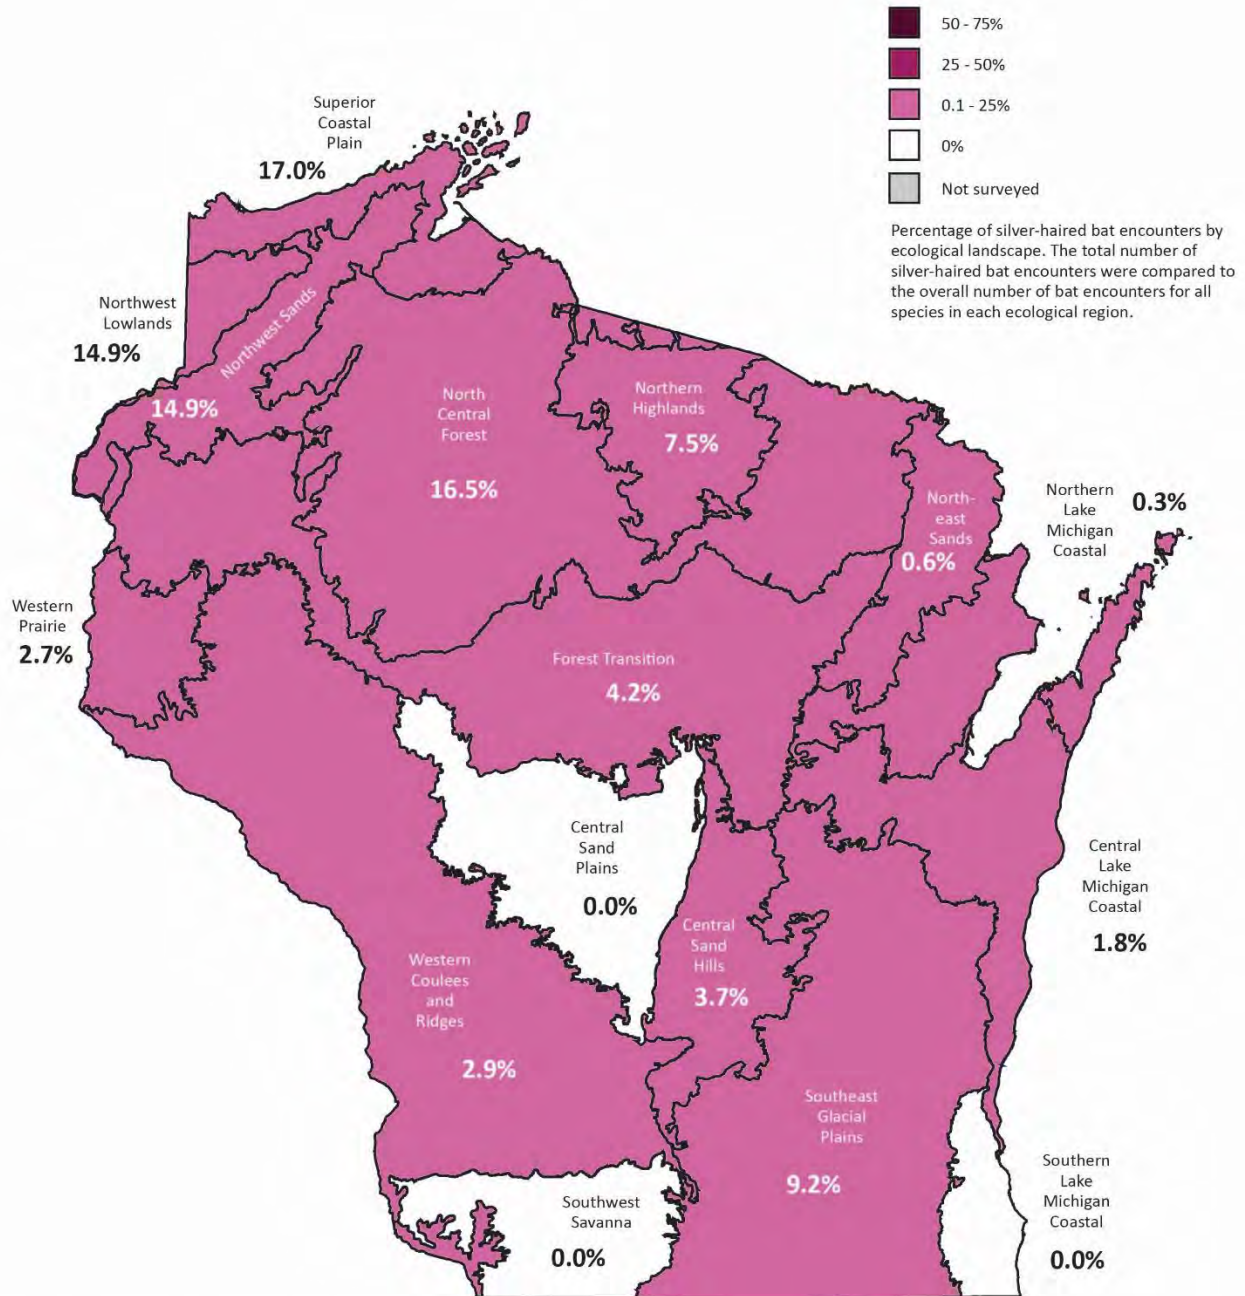 50 - 75%
25 - 50%
0.1 - 25%
0%
Not surveyed
Percentage of silver-haired bat encounters by
ecological landscape. The total number of
silver-haired bat encounters were compared to
the overall number of bat encounters for all
species in each ecological region.
Superior
Coastal
Plain
17.0%
Northwest
Lowlands
14.9%
Northwest Sands
14.9%
North
Central
Forest
16.5%
Northern
Highlands
7.5%
North-
east
Sands
0.6%
Northern
Lake
Michigan
Coastal
0.3%
Western
Prairie
2.7%
Forest Transition
4.2%
Central
Sand
Plains
0.0%
Central
Lake
Michigan
Coastal
1.8%
Central
Sand
Hills
3.7%
Western
Coulees
and
Ridges
2.9%
Southeast
Glacial
Plains
9.2%
Southwest
Savanna
0.0%
Southern
Lake
Michigan
Coastal
0.0%